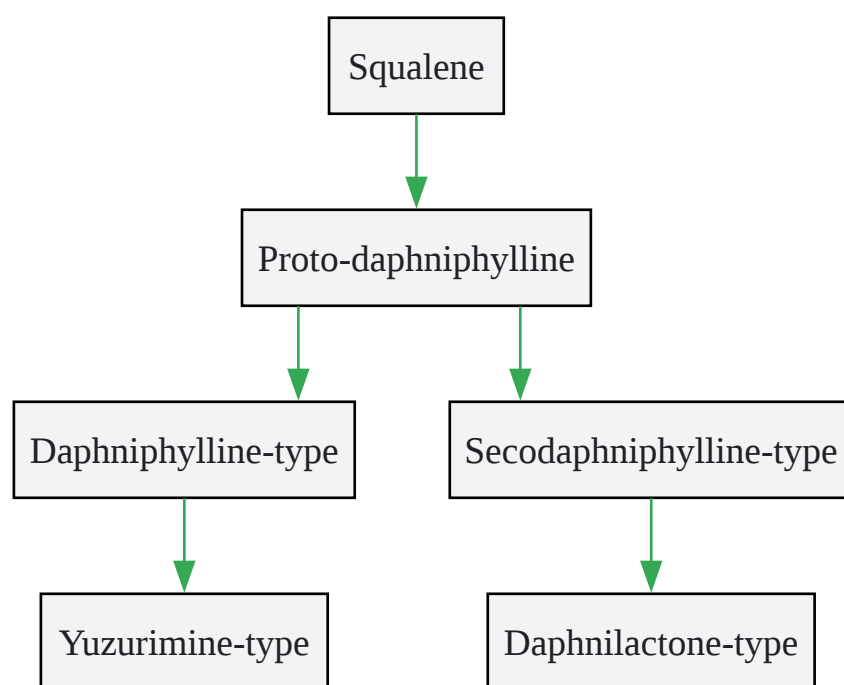 Squalene
Proto-daphniphylline
Daphniphylline-type
Secodaphniphylline-type
Yuzurimine-type
Daphnilactone-type